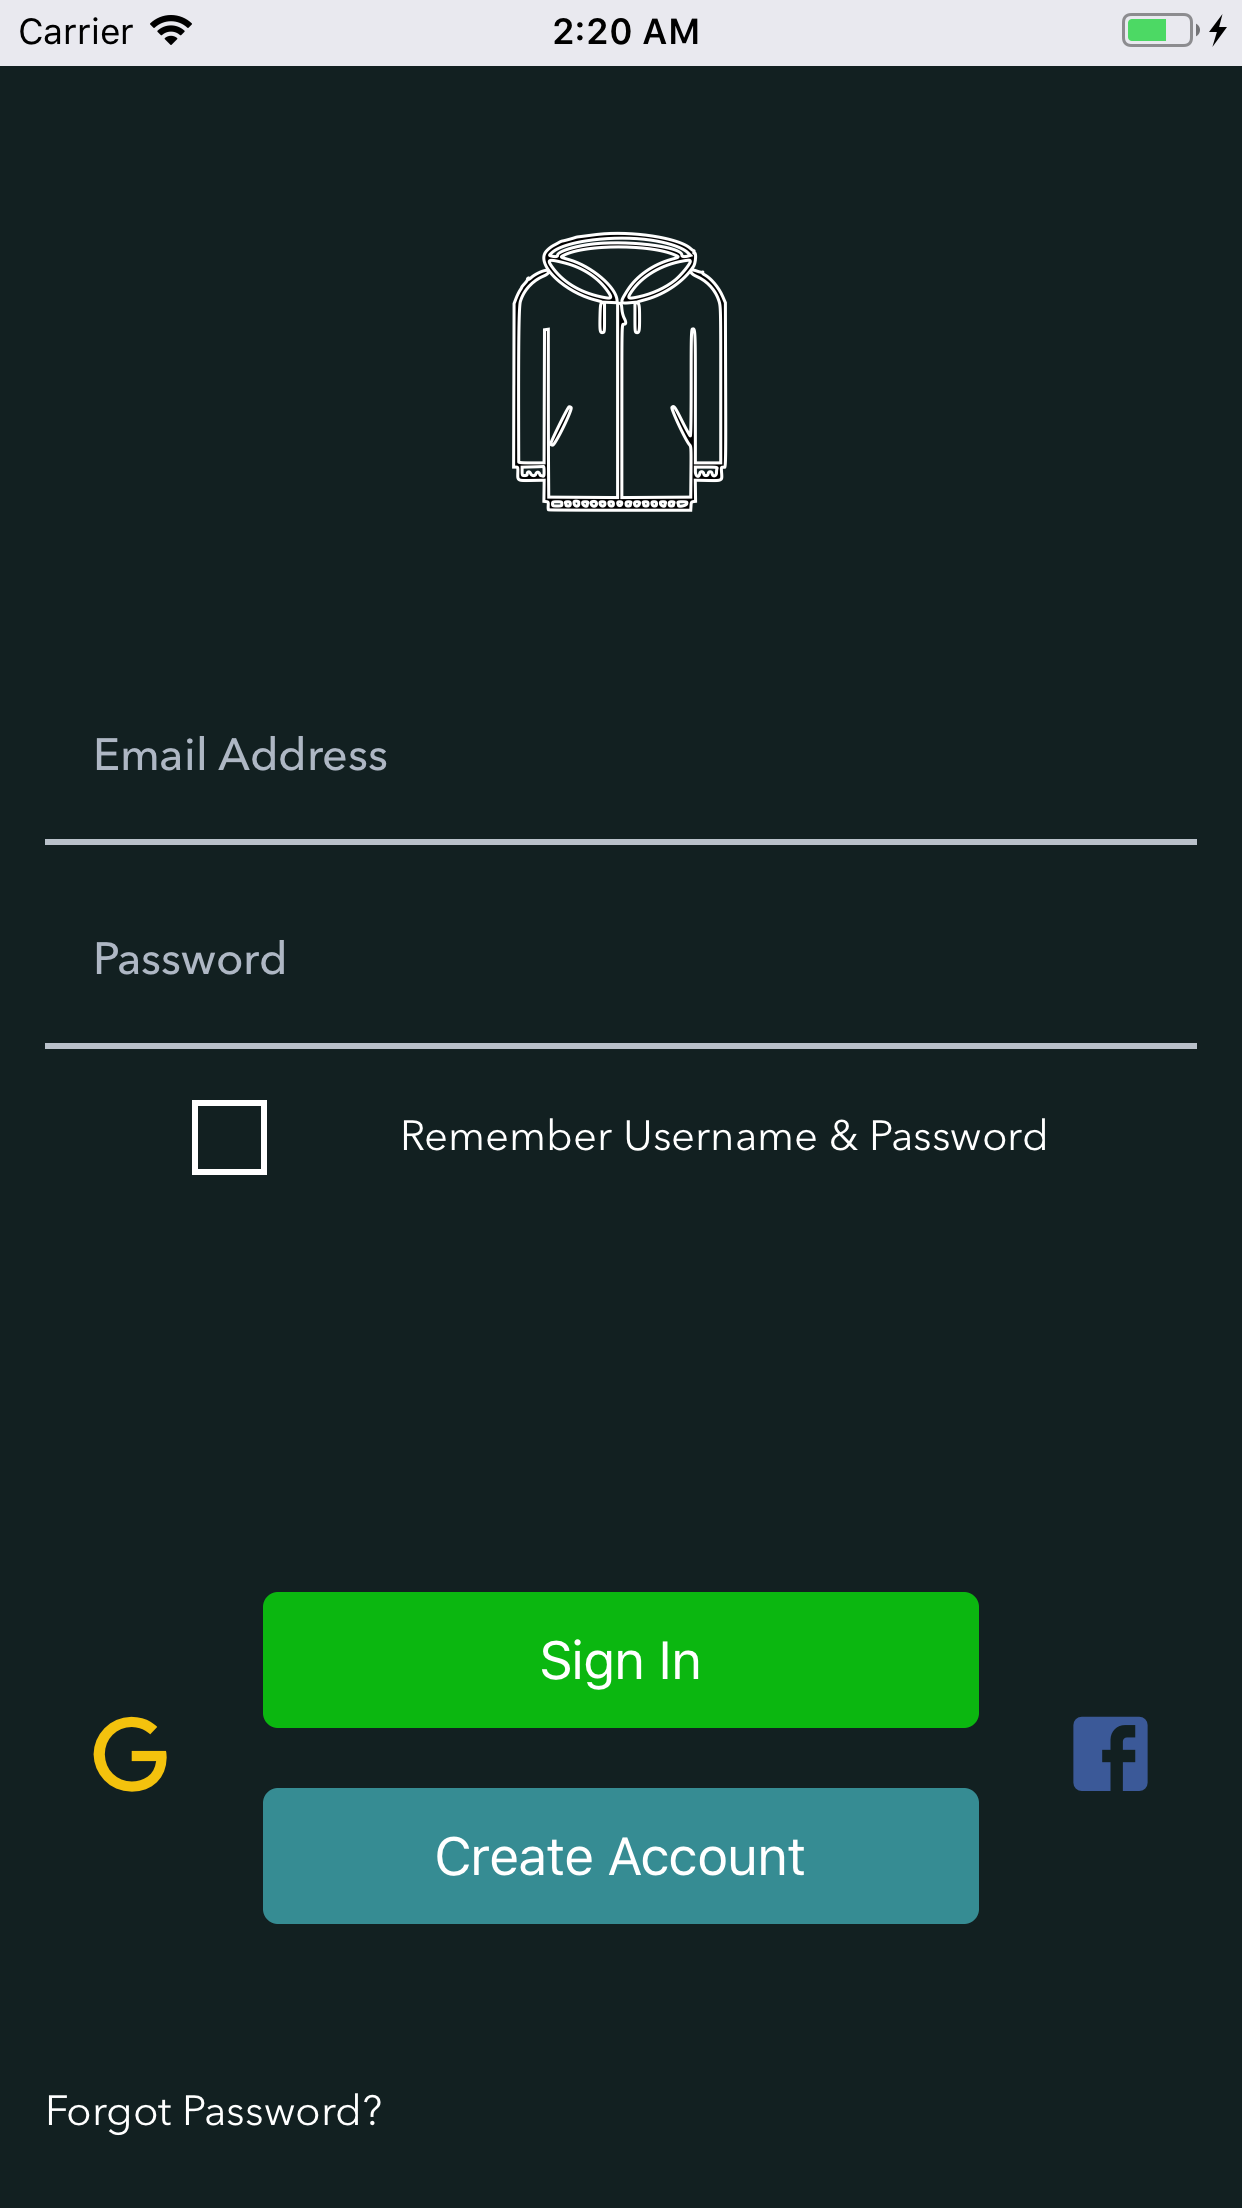 Carrier 2:20 AM
Email Address
Password
Remember Username & Password
Sign In
Create Account
Forgot Password?